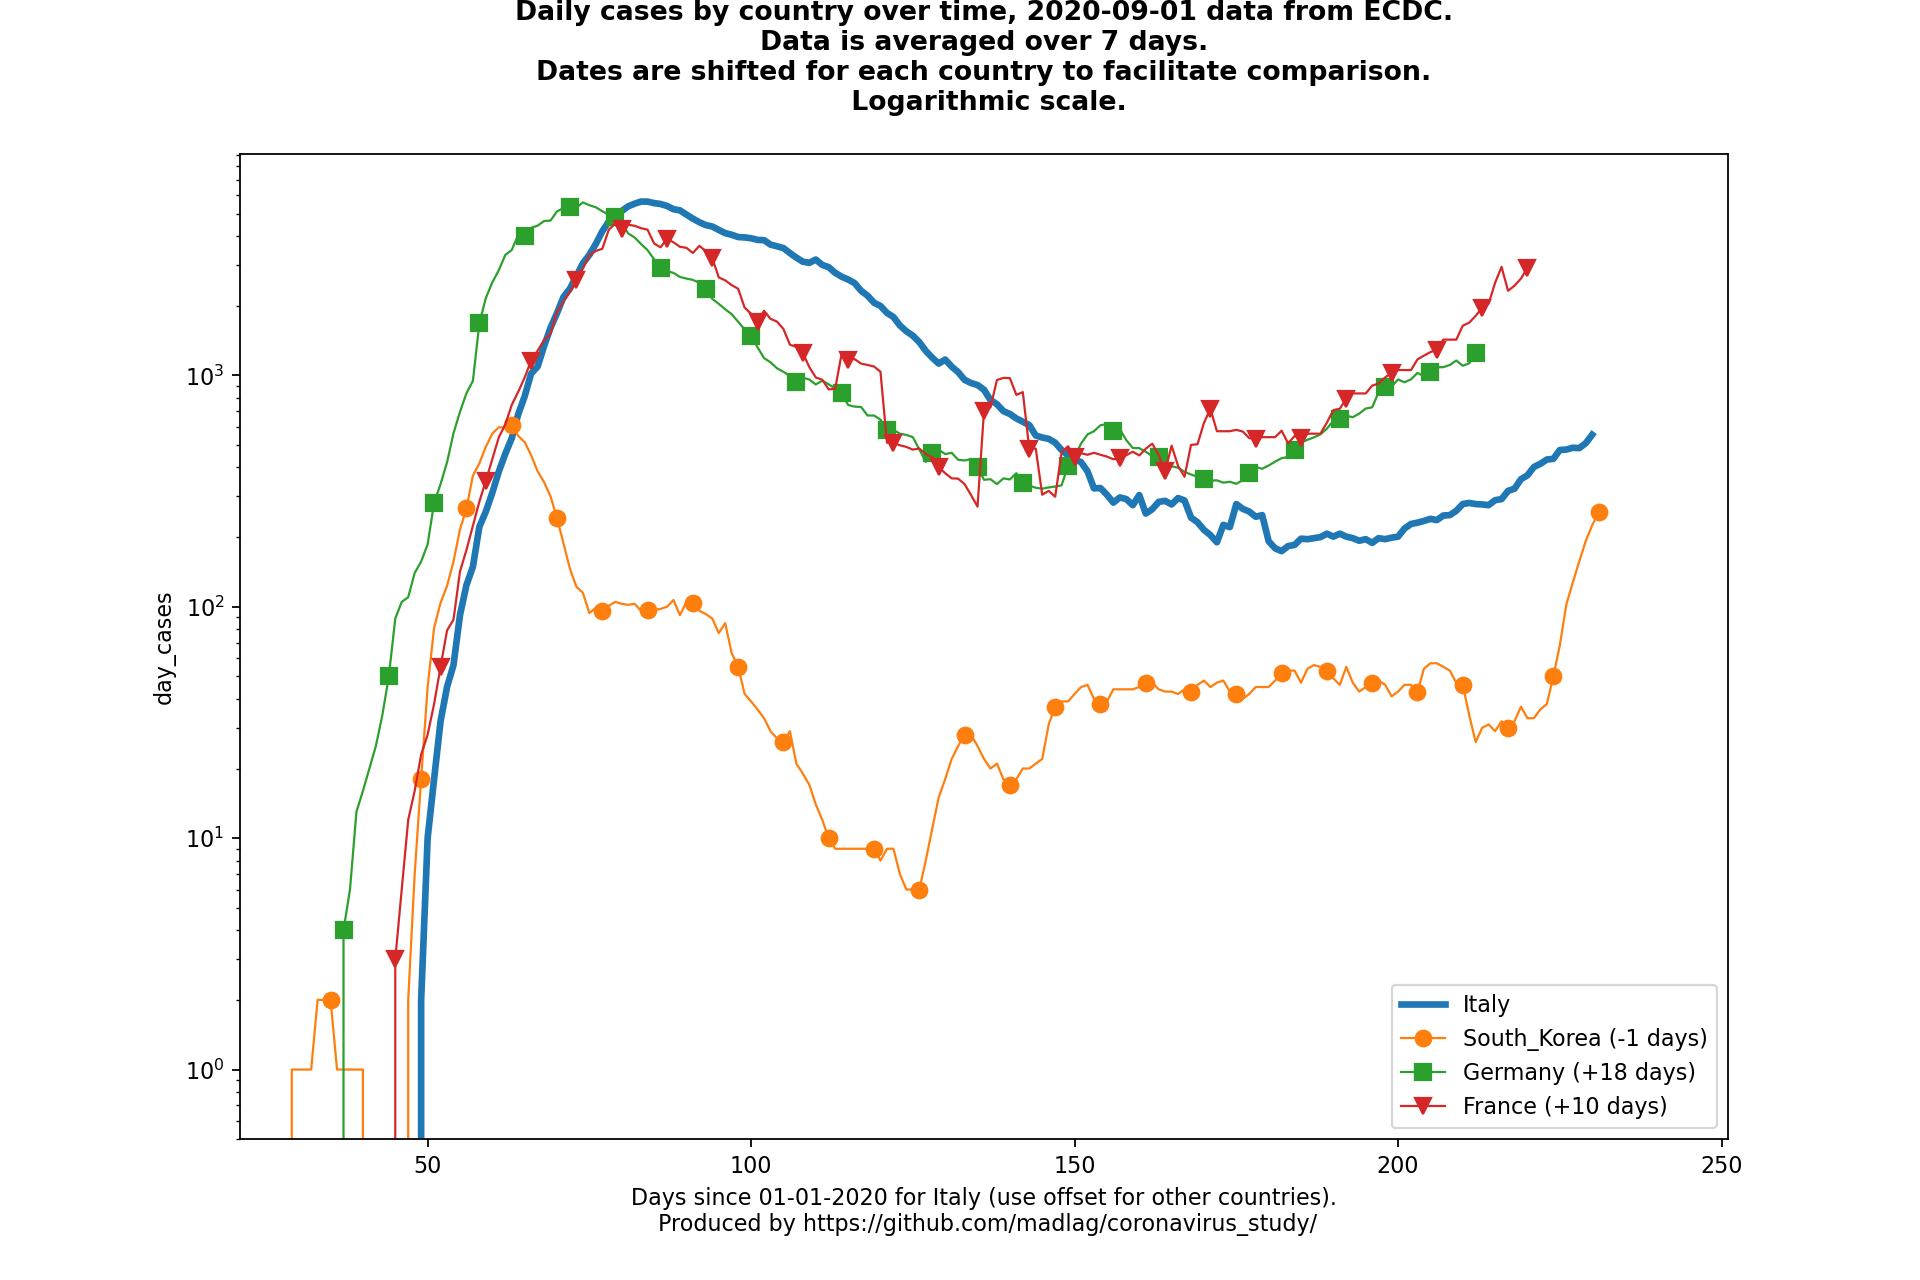 Daily cases by country over time, 2020-09-01 data from ECDC.
Data is averaged over 7 days.
Dates are shifted for each country to facilitate comparison.
Logarithmic scale.
day_cases
10³
10²
10¹
10⁰
50
100
150
200
250
Italy
South_Korea (-1 days)
Germany (+18 days)
France (+10 days)
Days since 01-01-2020 for Italy (use offset for other countries).
Produced by https://github.com/madlag/coronavirus_study/